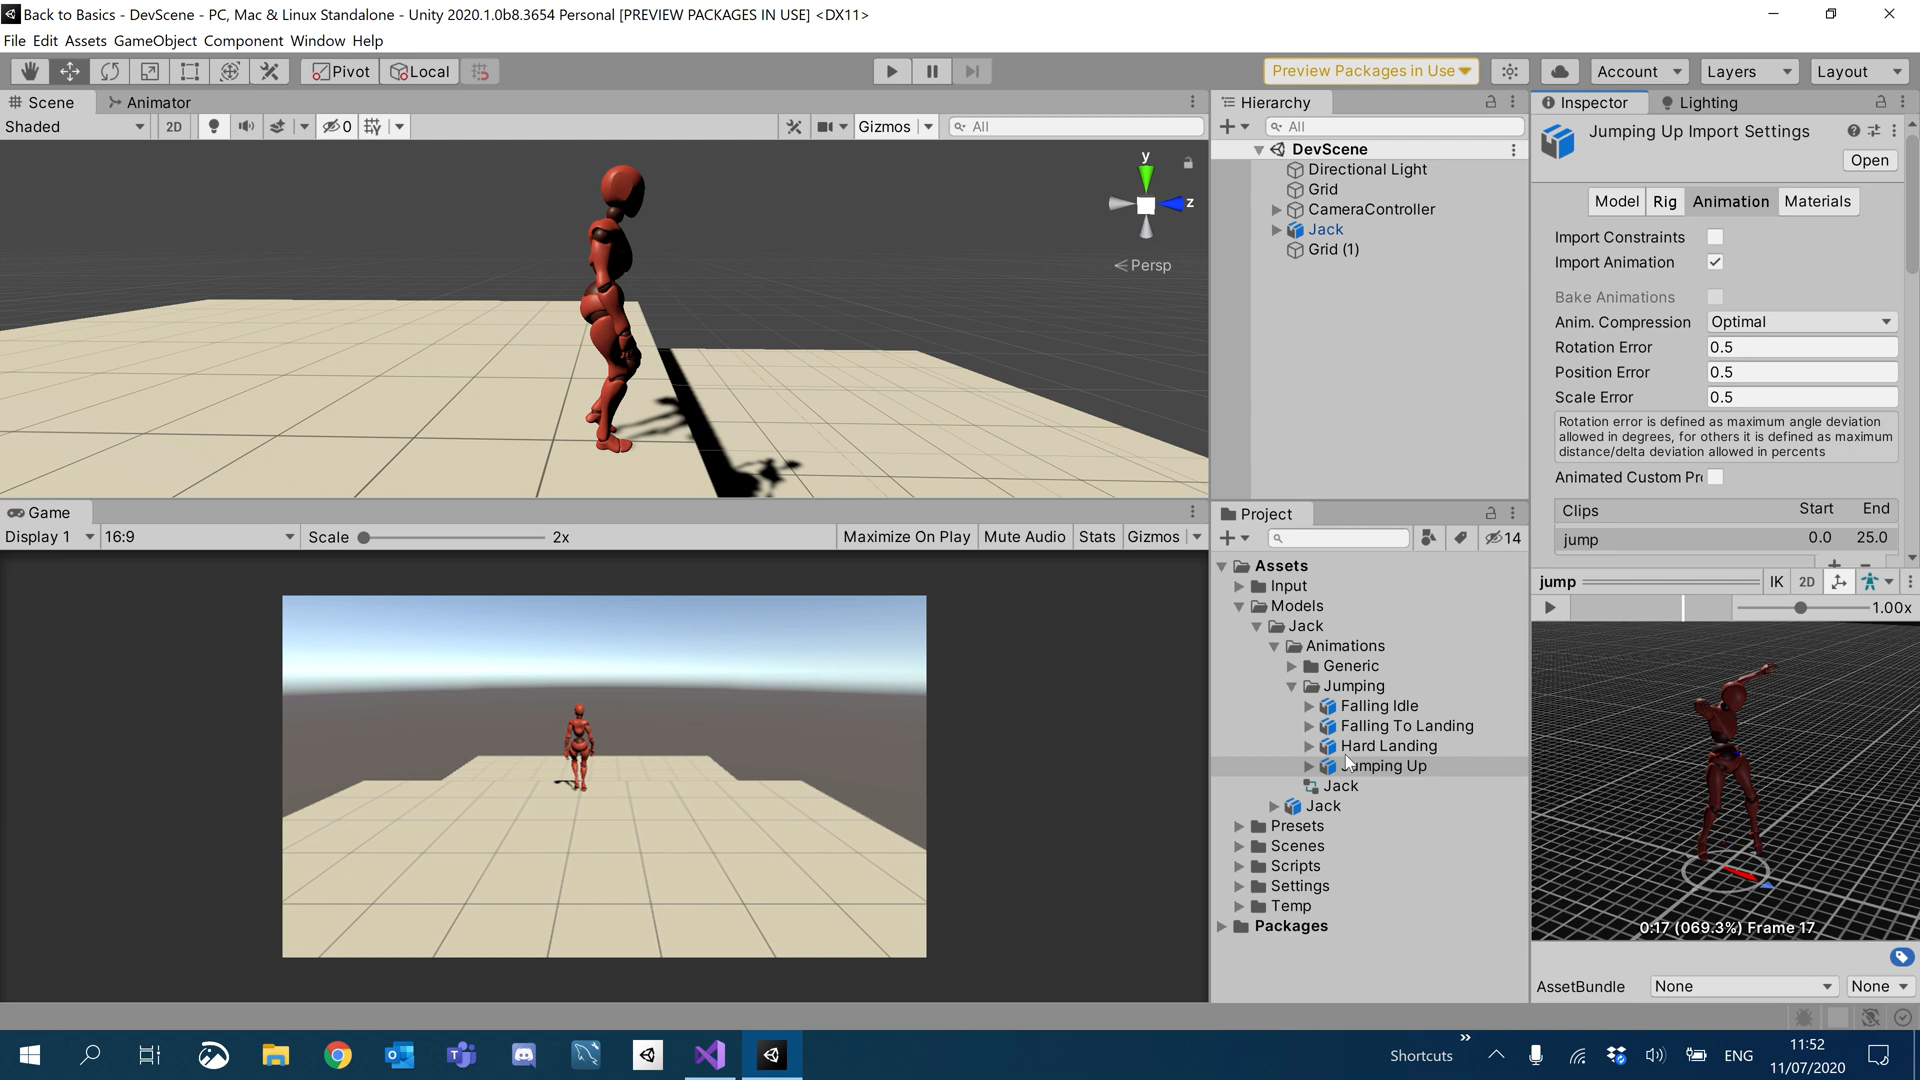 Back to Basics - DevScene - PC, Mac & Linux Standalone - Unity 2020.1.0b8.3654 Personal [PREVIEW PACKAGES IN USE] <DX11>
File Edit Assets GameObject Component Window Help
Pivot Local Preview Packages in Use Account Layers Layout
Scene Animator
Shaded 2D 0 Gizmos All
y
z
Persp
Game
Display 1 16:9 Scale 2x Maximize On Play Mute Audio Stats Gizmos
Hierarchy
All
DevScene
Directional Light
Grid
CameraController
Jack
Grid (1)
Project
14
Assets
Input
Models
Jack
Animations
Generic
Jumping
Falling Idle
Falling To Landing
Hard Landing
Jumping Up
Jack
Jack
Presets
Scenes
Scripts
Settings
Temp
Packages
Inspector Lighting
Jumping Up Import Settings
Open
Model Rig Animation Materials
Import Constraints
Import Animation
Bake Animations
Anim. Compression Optimal
Rotation Error 0.5
Position Error 0.5
Scale Error 0.5
Rotation error is defined as maximum angle deviation
allowed in degrees, for others it is defined as maximum
distance/delta deviation allowed in percents
Animated Custom Pr
Clips Start End
jump 0.0 25.0
jump IK 2D
1.00x
0:17 (069.3%) Frame 17
AssetBundle None None
Shortcuts ENG 11:52
11/07/2020